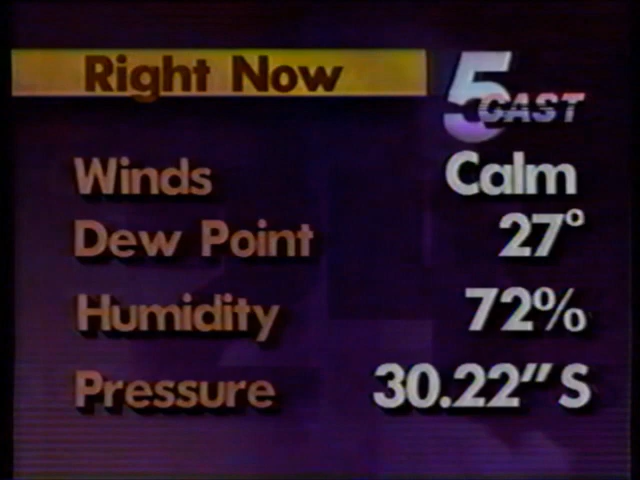 Right Now
5CAST
Winds Calm
Dew Point 27°
Humidity 72%
Pressure 30.22" S